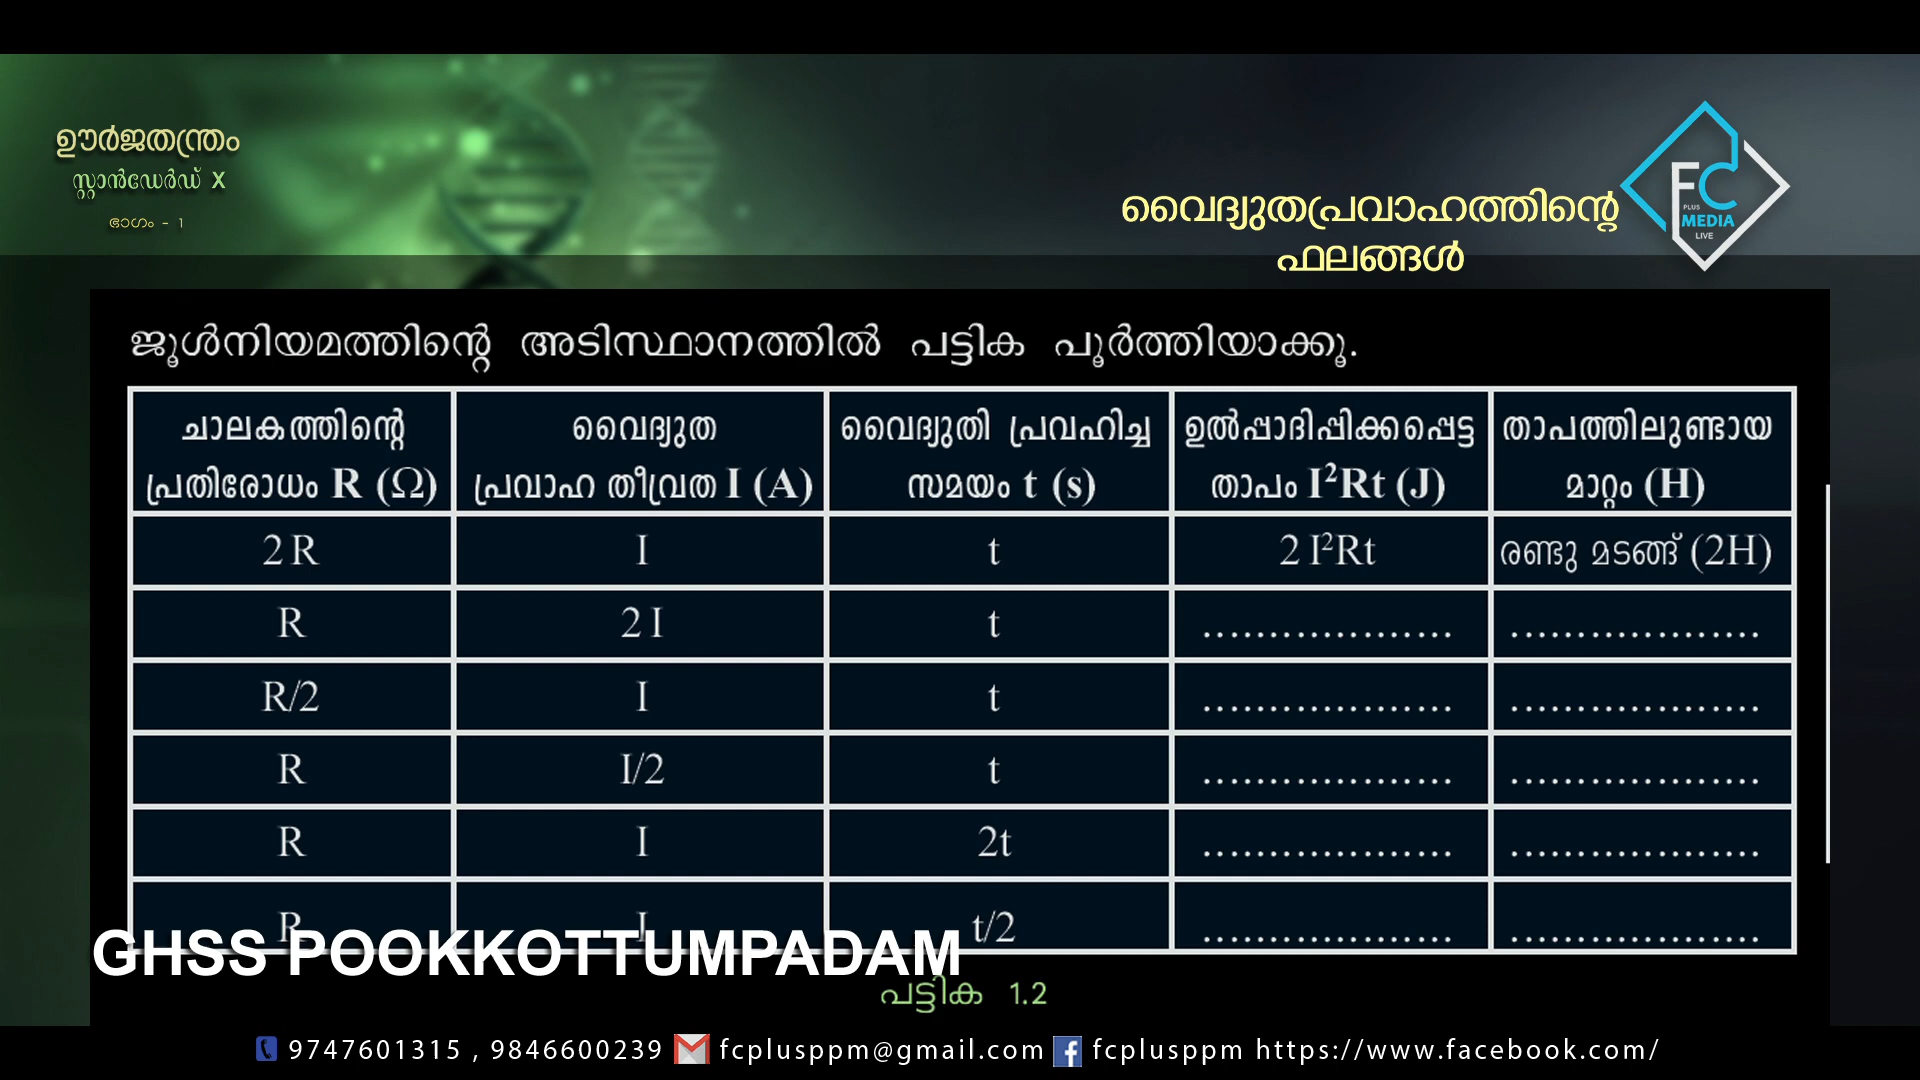 ഊർജതന്ത്രം
സ്റ്റാൻഡേർഡ് X
ഭാഗം - 1
വൈദ്യുതപ്രവാഹത്തിന്റെ
ഫലങ്ങൾ
FC
PLUS
MEDIA
LIVE
ജൂൾനിയമത്തിന്റെ അടിസ്ഥാനത്തിൽ പട്ടിക പൂർത്തിയാക്കൂ.
ചാലകത്തിന്റെ പ്രതിരോധം R (Ω) വൈദ്യുത പ്രവാഹ തീവ്രത I (A) വൈദ്യുതി പ്രവഹിച്ച സമയം t (s) ഉൽപ്പാദിപ്പിക്കപ്പെട്ട താപം I²Rt (J) താപത്തിലുണ്ടായ മാറ്റം (H)
2 R I t 2 I²Rt രണ്ടു മടങ്ങ് (2H)
R 2 I t ................... ...................
R/2 I t ................... ...................
R I/2 t ................... ...................
R I 2t ................... ...................
R I t/2 ................... ...................
GHSS POOKKOTTUMPADAM
പട്ടിക 1.2
9747601315 , 9846600239 fcplusppm@gmail.com fcplusppm https://www.facebook.com/